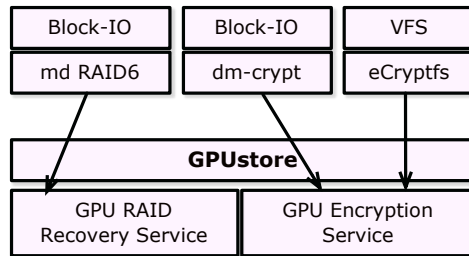 Block-IO
Block-IO
VFS
md RAID6
dm-crypt
eCryptfs
GPUstore
GPU RAID
Recovery Service
GPU Encryption
Service